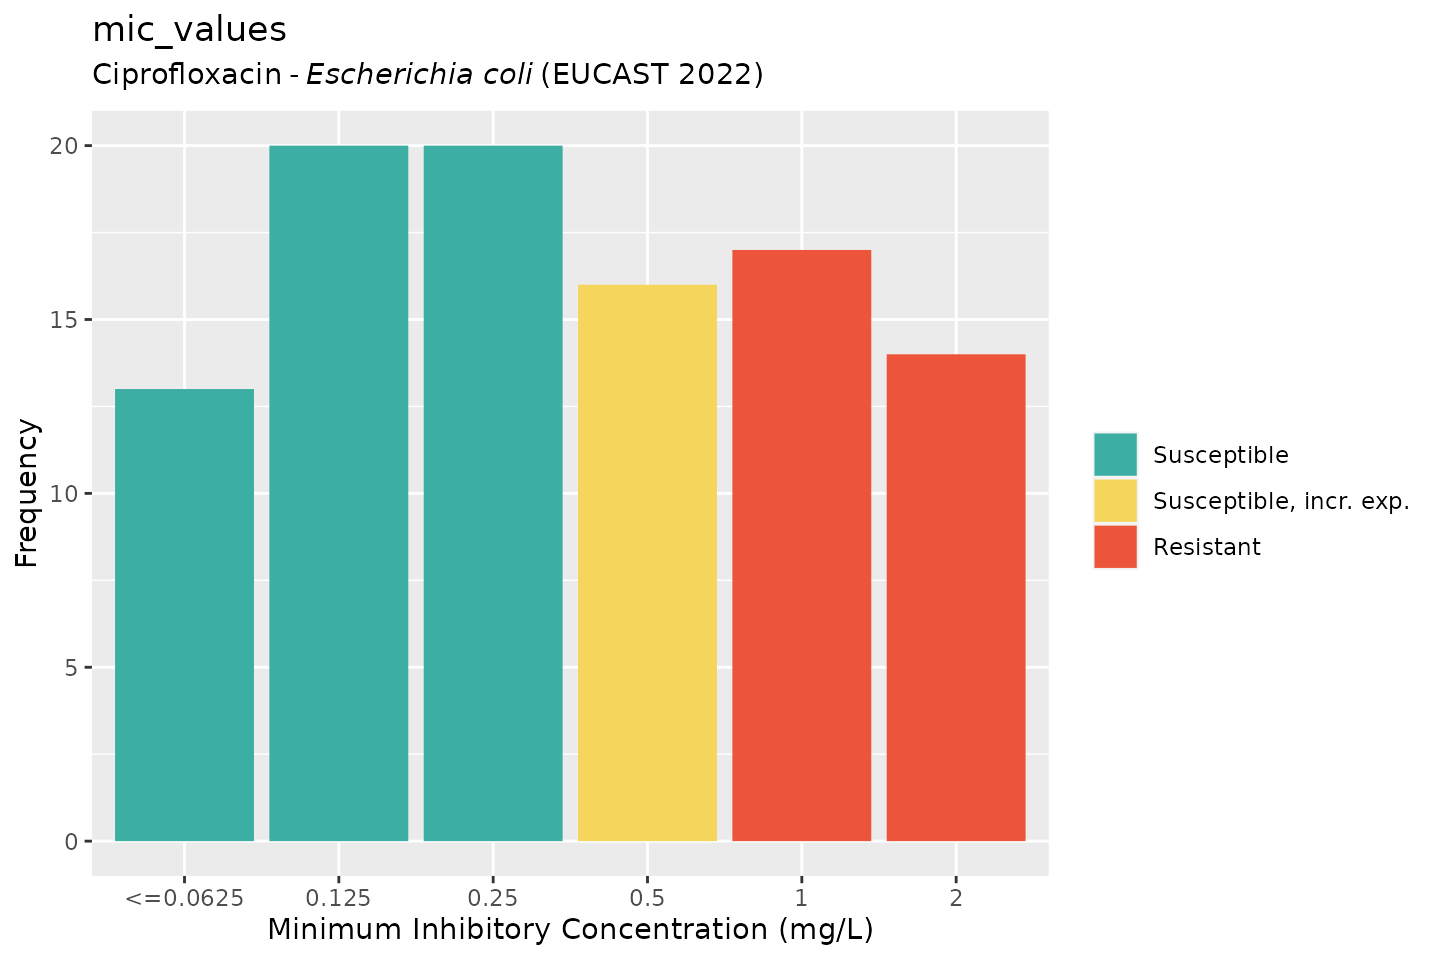 mic_values
Ciprofloxacin - Escherichia coli (EUCAST 2022)
Frequency
20
15
10
5
0
<=0.0625 0.125 0.25 0.5 1 2
Minimum Inhibitory Concentration (mg/L)
Susceptible
Susceptible, incr. exp.
Resistant